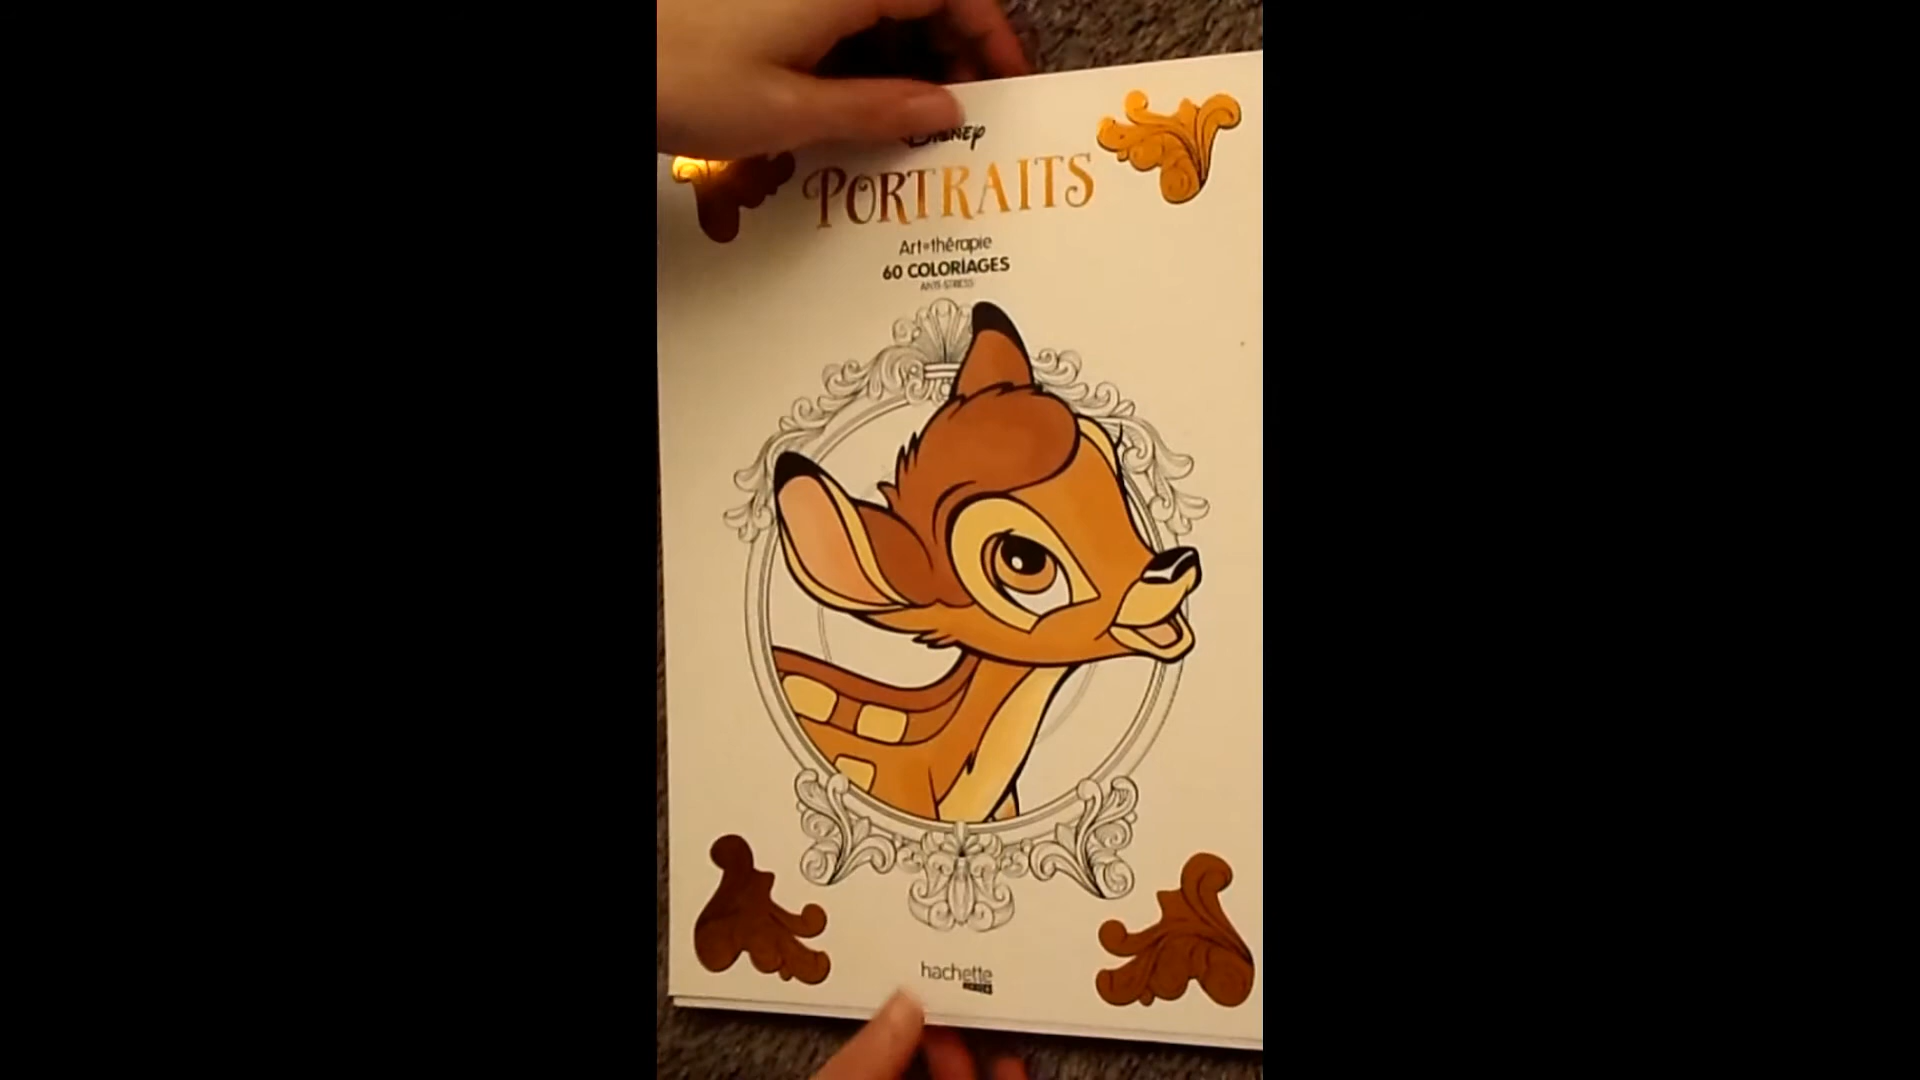 DISNEY
PORTRAITS
Art-thérapie
60 COLORIAGES
ANTI-STRESS
hachette